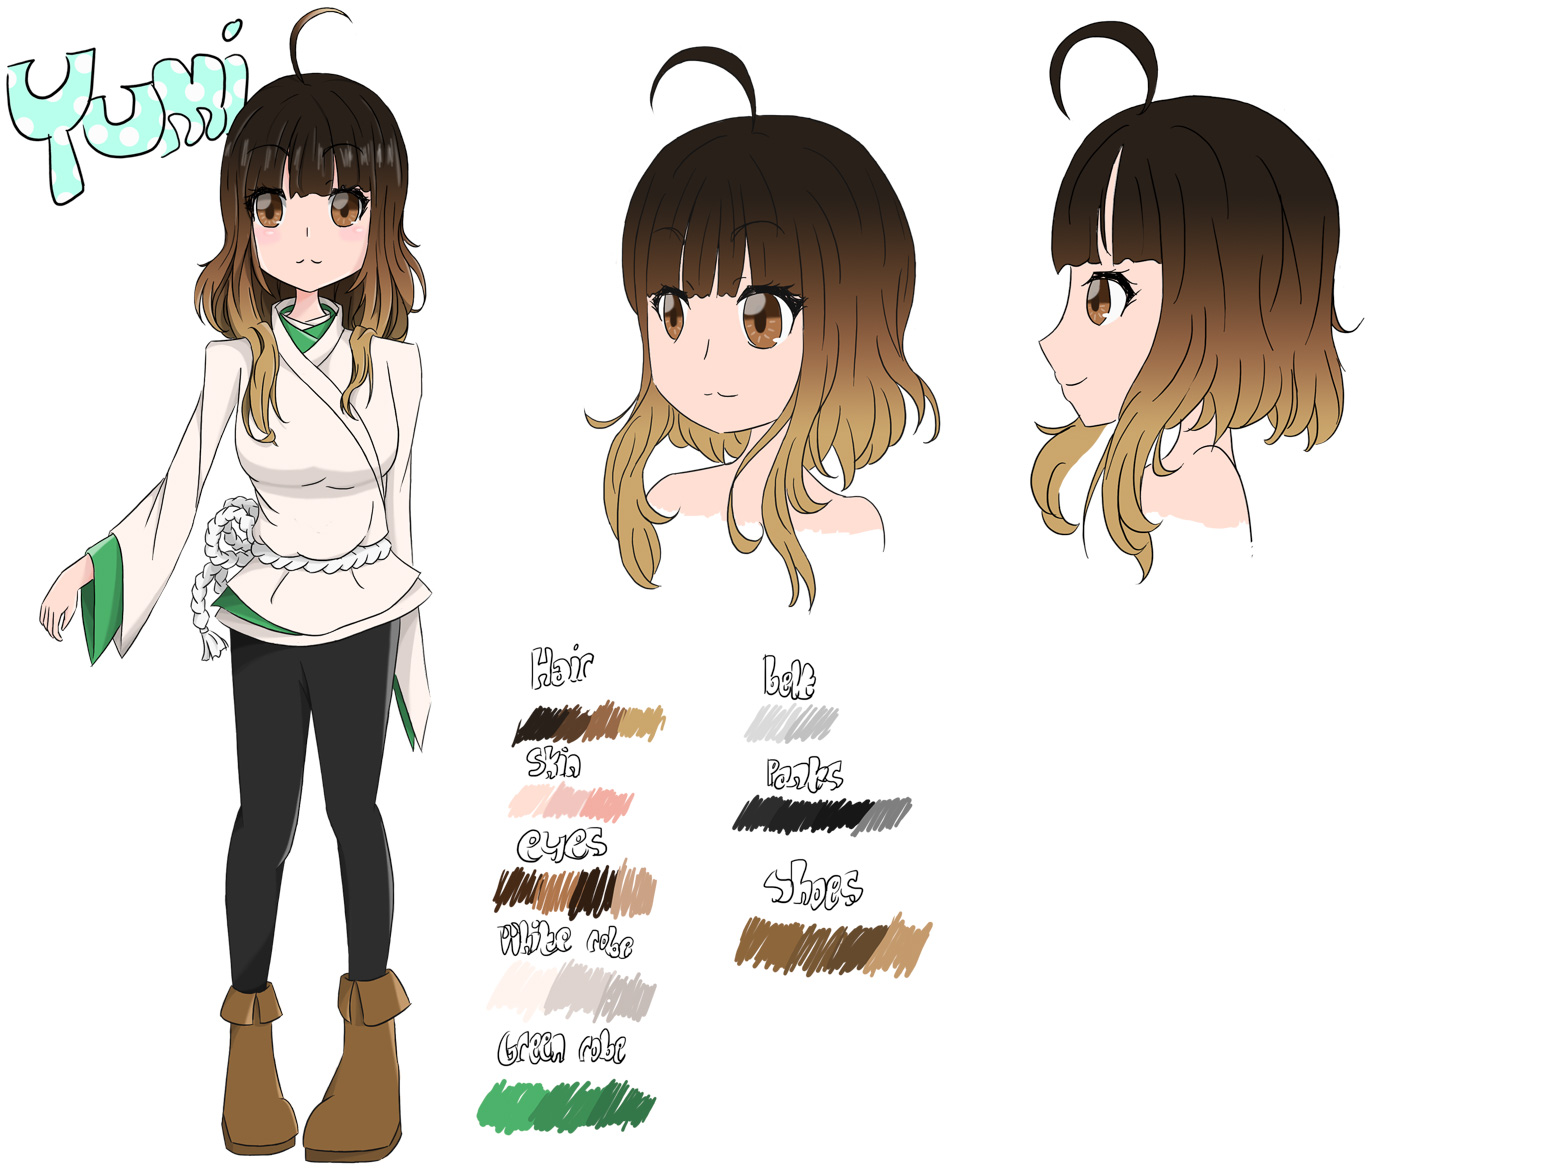 Yumi
Hair
Skin
eyes
White robe
Green robe
belt
Pants
Shoes